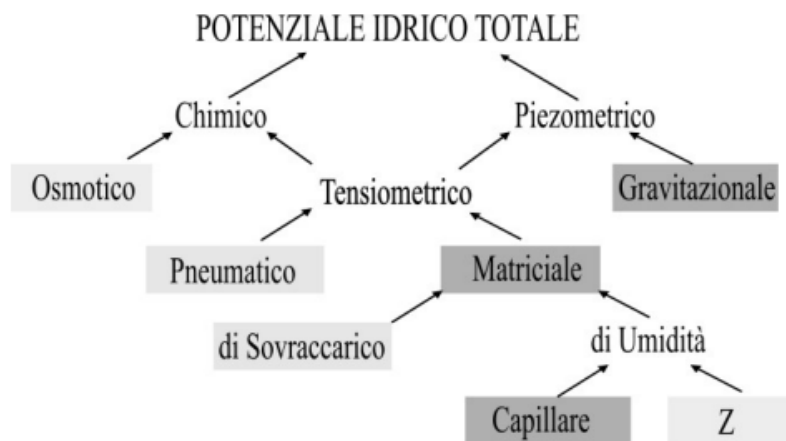 POTENZIALE IDRICO TOTALE
Chimico
Piezometrico
Osmotico
Tensiometrico
Gravitazionale
Pneumatico
Matriciale
di Sovraccarico
di Umidità
Capillare
Z